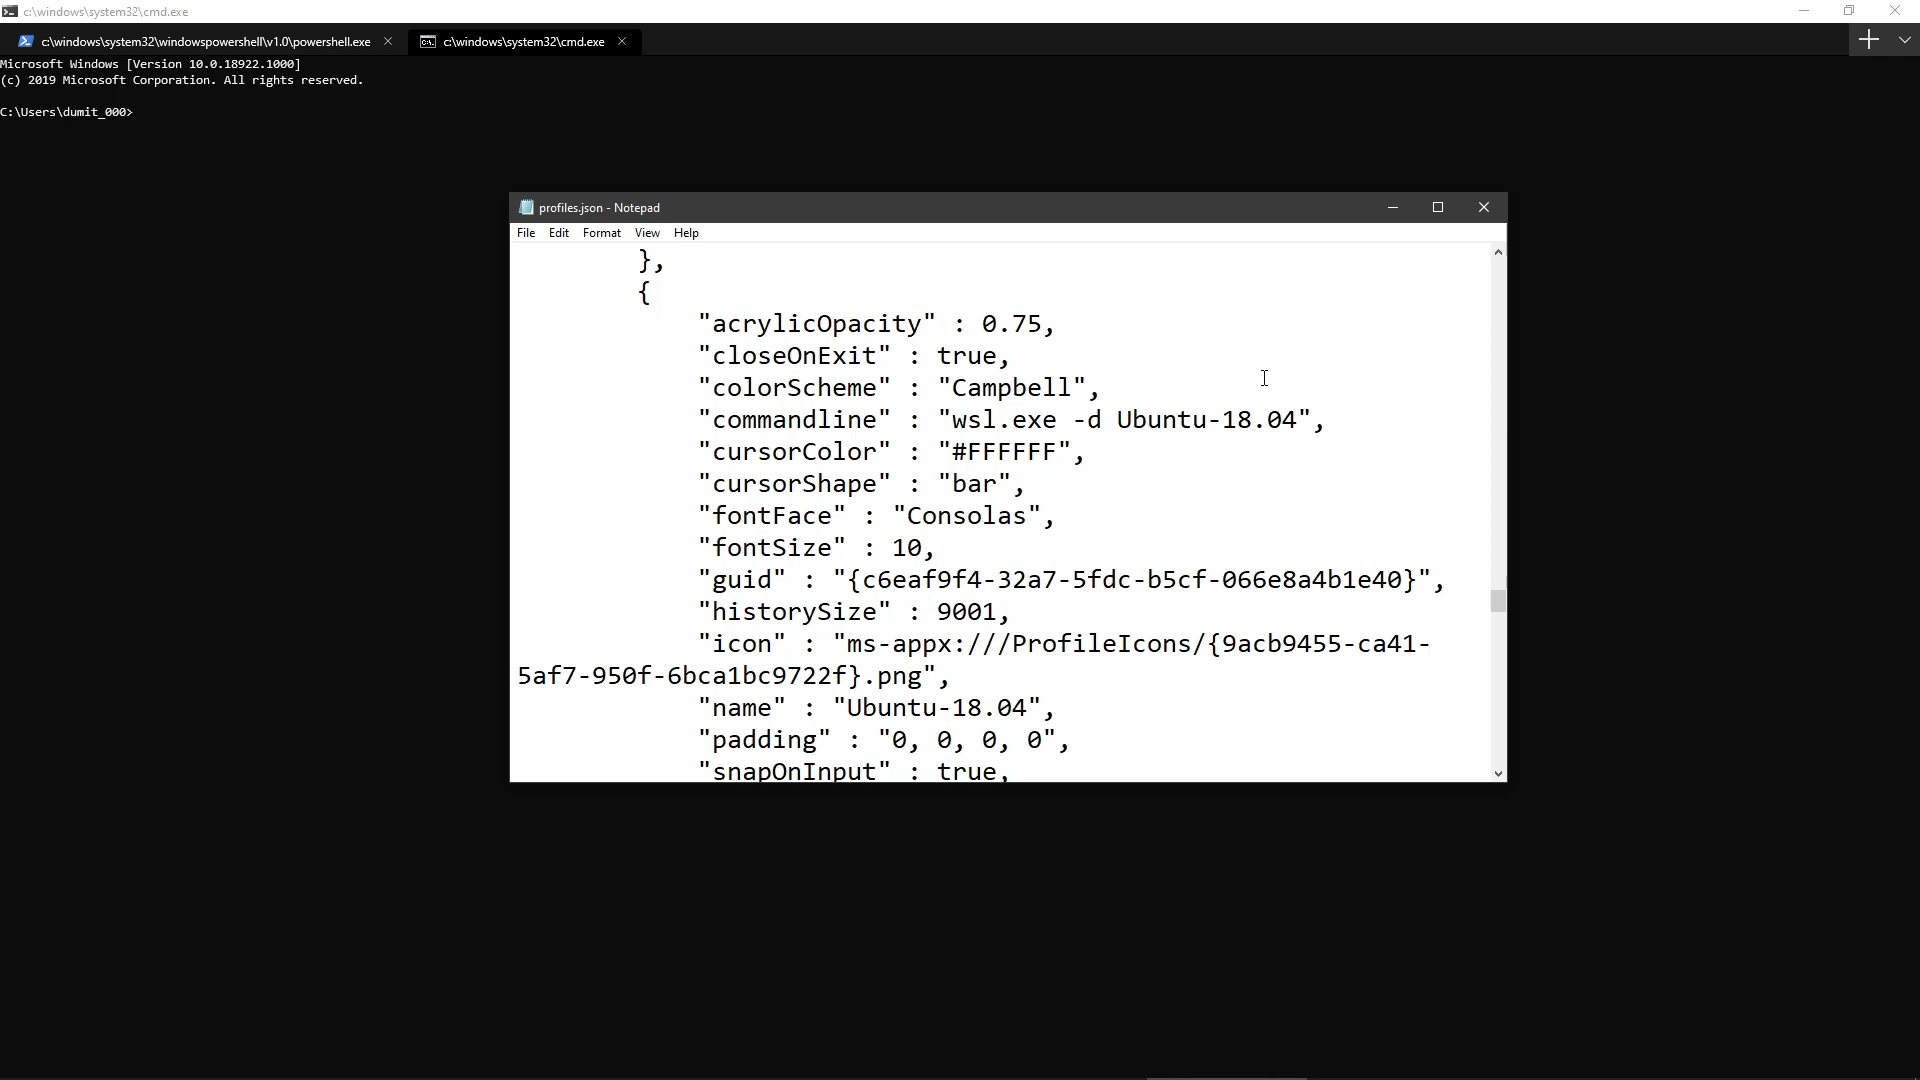 c:\windows\system32\cmd.exe
c:\windows\system32\windowspowershell\v1.0\powershell.exe
c:\windows\system32\cmd.exe
Microsoft Windows [Version 10.0.18922.1000]
(c) 2019 Microsoft Corporation. All rights reserved.
C:\Users\dumit_000>
profiles.json - Notepad
File Edit Format View Help
},
{
"acrylicOpacity" : 0.75,
"closeOnExit" : true,
"colorScheme" : "Campbell",
"commandline" : "wsl.exe -d Ubuntu-18.04",
"cursorColor" : "#FFFFFF",
"cursorShape" : "bar",
"fontFace" : "Consolas",
"fontSize" : 10,
"guid" : "{c6eaf9f4-32a7-5fdc-b5cf-066e8a4b1e40}",
"historySize" : 9001,
"icon" : "ms-appx:///ProfileIcons/{9acb9455-ca41-
5af7-950f-6bca1bc9722f}.png",
"name" : "Ubuntu-18.04",
"padding" : "0, 0, 0, 0",
"snapOnInput" : true,